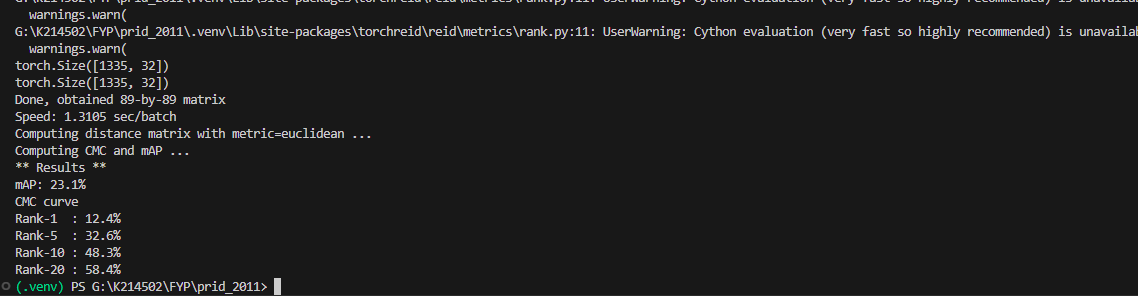 warnings.warn(
G:\K214502\FYP\prid_2011\.venv\Lib\site-packages\torchreid\reid\metrics\rank.py:11: UserWarning: Cython evaluation (very fast so highly recommended) is
    warnings.warn(
torch.Size([1335, 32])
torch.Size([1335, 32])
Done, obtained 89-by-89 matrix
Speed: 1.3105 sec/batch
Computing distance matrix with metric=euclidean ...
Computing CMC and mAP ...
** Results **
mAP: 23.1%
CMC curve
Rank-1  : 12.4%
Rank-5  : 32.6%
Rank-10 : 48.3%
Rank-20 : 58.4%
(.venv) PS G:\K214502\FYP\prid_2011>